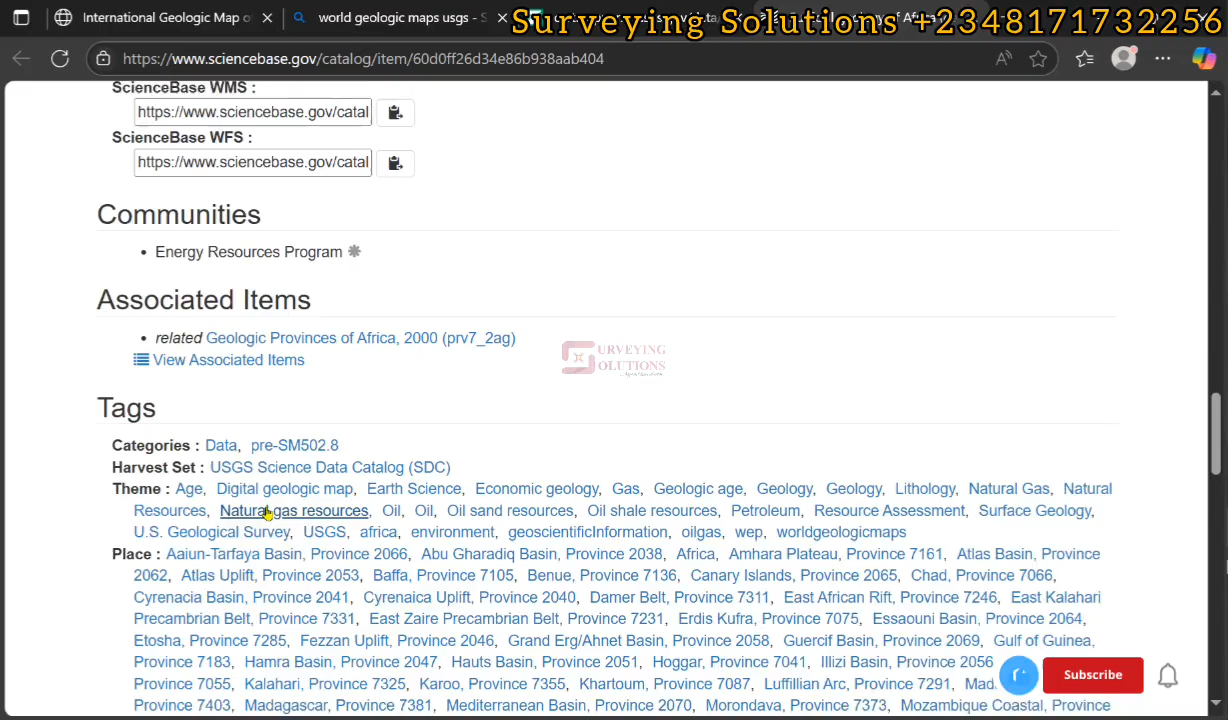 International Geologic Map o
world geologic maps usgs - S
Surveying Solutions +2348171732256
https://www.sciencebase.gov/catalog/item/60d0ff26d34e86b938aab404
ScienceBase WMS :
https://www.sciencebase.gov/catal
ScienceBase WFS :
https://www.sciencebase.gov/catal
Communities
• Energy Resources Program
Associated Items
• related Geologic Provinces of Africa, 2000 (prv7_2ag)
View Associated Items
SURVEYING
SOLUTIONS
Tags
Categories : Data, pre-SM502.8
Harvest Set : USGS Science Data Catalog (SDC)
Theme : Age, Digital geologic map, Earth Science, Economic geology, Gas, Geologic age, Geology, Geology, Lithology, Natural Gas, Natural
Resources, Natural gas resources, Oil, Oil, Oil sand resources, Oil shale resources, Petroleum, Resource Assessment, Surface Geology,
U.S. Geological Survey, USGS, africa, environment, geoscientificInformation, oilgas, wep, worldgeologicmaps
Place : Aaiun-Tarfaya Basin, Province 2066, Abu Gharadiq Basin, Province 2038, Africa, Amhara Plateau, Province 7161, Atlas Basin, Province
2062, Atlas Uplift, Province 2053, Baffa, Province 7105, Benue, Province 7136, Canary Islands, Province 2065, Chad, Province 7066,
Cyrenacia Basin, Province 2041, Cyrenaica Uplift, Province 2040, Damer Belt, Province 7311, East African Rift, Province 7246, East Kalahari
Precambrian Belt, Province 7331, East Zaire Precambrian Belt, Province 7231, Erdis Kufra, Province 7075, Essaouni Basin, Province 2064,
Etosha, Province 7285, Fezzan Uplift, Province 2046, Grand Erg/Ahnet Basin, Province 2058, Guercif Basin, Province 2069, Gulf of Guinea,
Province 7183, Hamra Basin, Province 2047, Hauts Basin, Province 2051, Hoggar, Province 7041, Illizi Basin, Province 2056
Province 7055, Kalahari, Province 7325, Karoo, Province 7355, Khartoum, Province 7087, Luffillian Arc, Province 7291, Mad
Province 7403, Madagascar, Province 7381, Mediterranean Basin, Province 2070, Morondava, Province 7373, Mozambique Coastal, Province
Subscribe